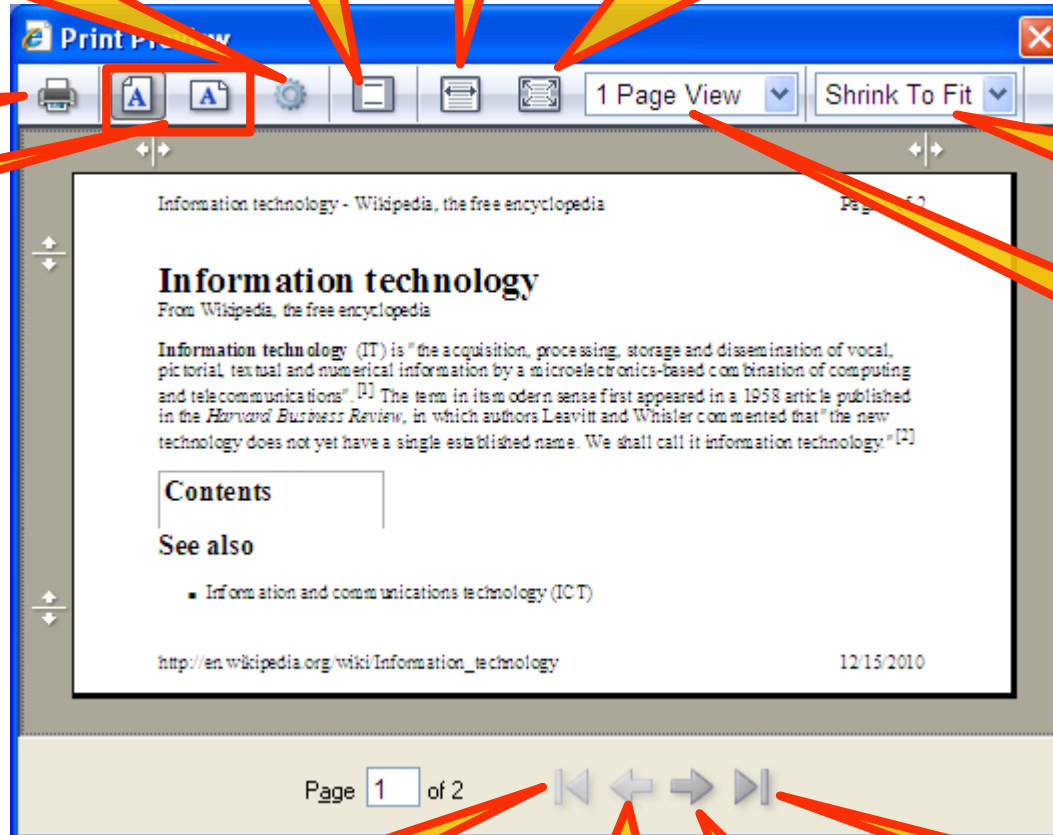 Print Preview
A A 1 Page View Shrink To Fit
Information technology - Wikipedia, the free encyclopedia 2
Information technology
From Wikipedia, the free encyclopedia
Information technology (IT) is "the acquisition, processing, storage and dissemination of vocal,
pictorial, textual and numerical information by a microelectronics-based combination of computing
and telecommunications".[1] The term in its modern sense first appeared in a 1958 article published
in the Harvard Business Review, in which authors Leavitt and Whisler commented that "the new
technology does not yet have a single established name. We shall call it information technology."[2]
Contents
See also
▪ Information and communications technology (ICT)
http://en.wikipedia.org/wiki/Information_technology 12/15/2010
Page 1 of 2